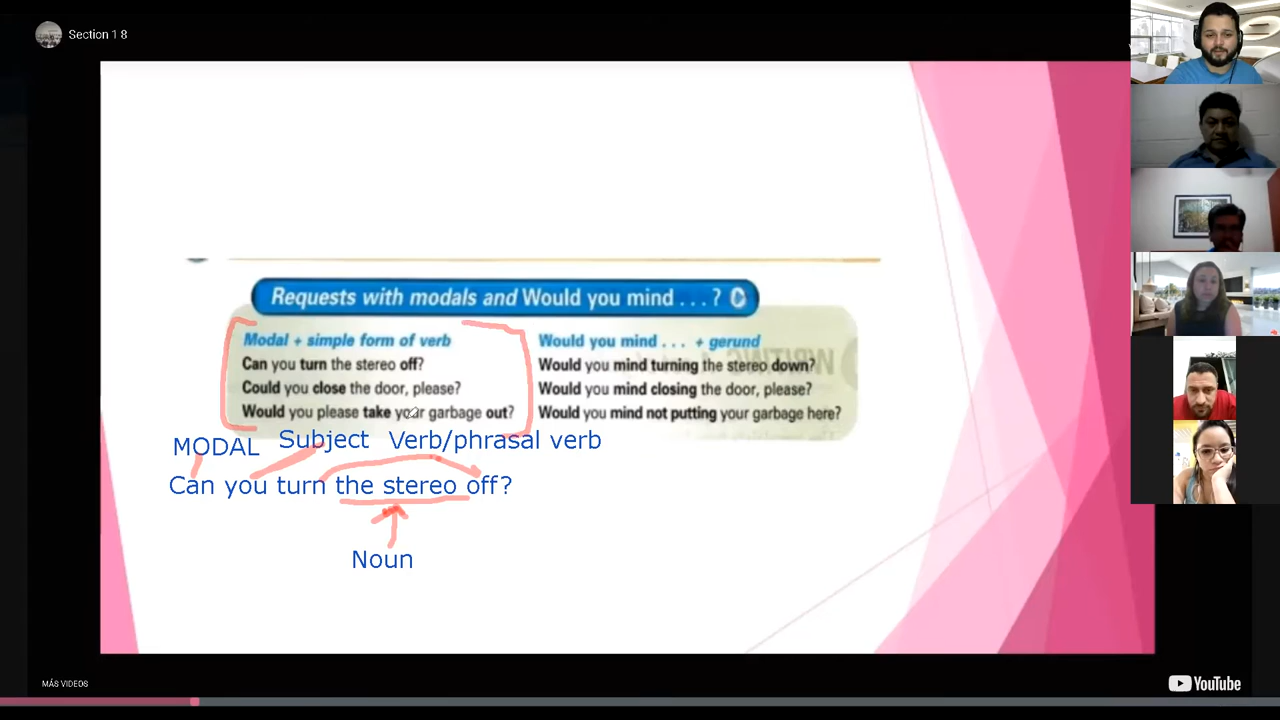 Section 1 8
Requests with modals and Would you mind . . . ?
Modal + simple form of verb
Can you turn the stereo off?
Could you close the door, please?
Would you please take your garbage out?
Would you mind . . . + gerund
Would you mind turning the stereo down?
Would you mind closing the door, please?
Would you mind not putting your garbage here?
MODAL Subject Verb/phrasal verb
Can you turn the stereo off?
Noun
MÁS VIDEOS
YouTube